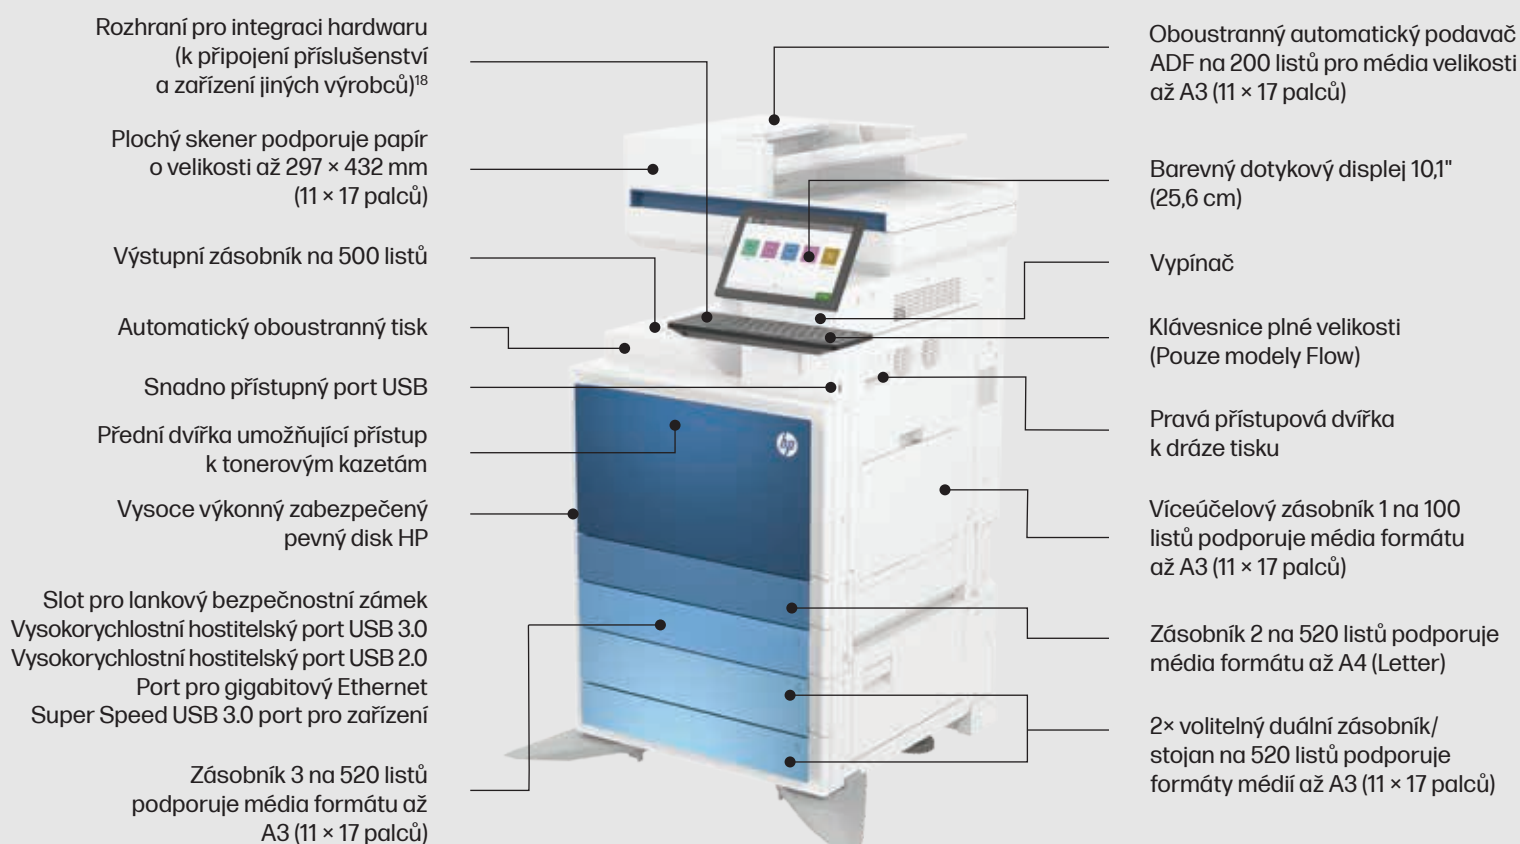 Rozhraní pro integraci hardwaru
(k připojení příslušenství
a zařízení jiných výrobců)¹⁸
Plochý skener podporuje papír
o velikosti až 297 × 432 mm
(11 × 17 palců)
Výstupní zásobník na 500 listů
Automatický oboustranný tisk
Snadno přístupný port USB
Přední dvířka umožňující přístup
k tonerovým kazetám
Vysoce výkonný zabezpečený
pevný disk HP
Slot pro lankový bezpečnostní zámek
Vysokorychlostní hostitelský port USB 3.0
Vysokorychlostní hostitelský port USB 2.0
Port pro gigabitový Ethernet
Super Speed USB 3.0 port pro zařízení
Zásobník 3 na 520 listů
podporuje média formátu až
A3 (11 × 17 palců)
hp
Oboustranný automatický podavač
ADF na 200 listů pro média velikosti
až A3 (11 × 17 palců)
Barevný dotykový displej 10,1"
(25,6 cm)
Vypínač
Klávesnice plné velikosti
(Pouze modely Flow)
Pravá přístupová dvířka
k dráze tisku
Víceúčelový zásobník 1 na 100
listů podporuje média formátu
až A3 (11 × 17 palců)
Zásobník 2 na 520 listů podporuje
média formátu až A4 (Letter)
2× volitelný duální zásobník/
stojan na 520 listů podporuje
formáty médií až A3 (11 × 17 palců)